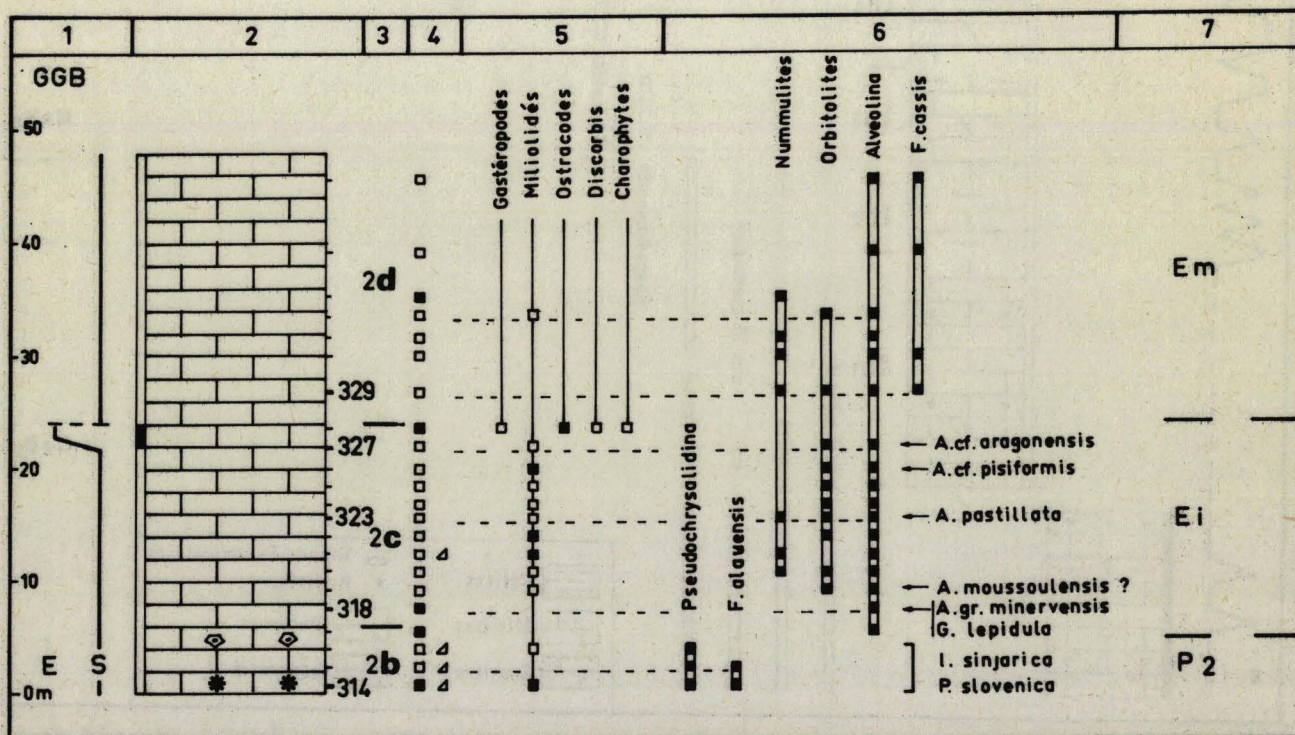 1 2 3 4 5 6 7
GGB
50
40
30
20
10
0m
E S
2d
2c
2b
329
327
323
318
314
Gastéropodes
Miliolidés
Ostracodes
Discorbis
Charophytes
Pseudochrysalidina
F. alavensis
Nummulites
Orbitolites
Alveolina
F. cassis
A.cf. aragonensis
A.cf. pisiformis
A. pastillata
A. moussoulensis ?
A. gr. minervensis
G. lepidula
I. sinjarica
P. slovenica
Em
Ei
P2